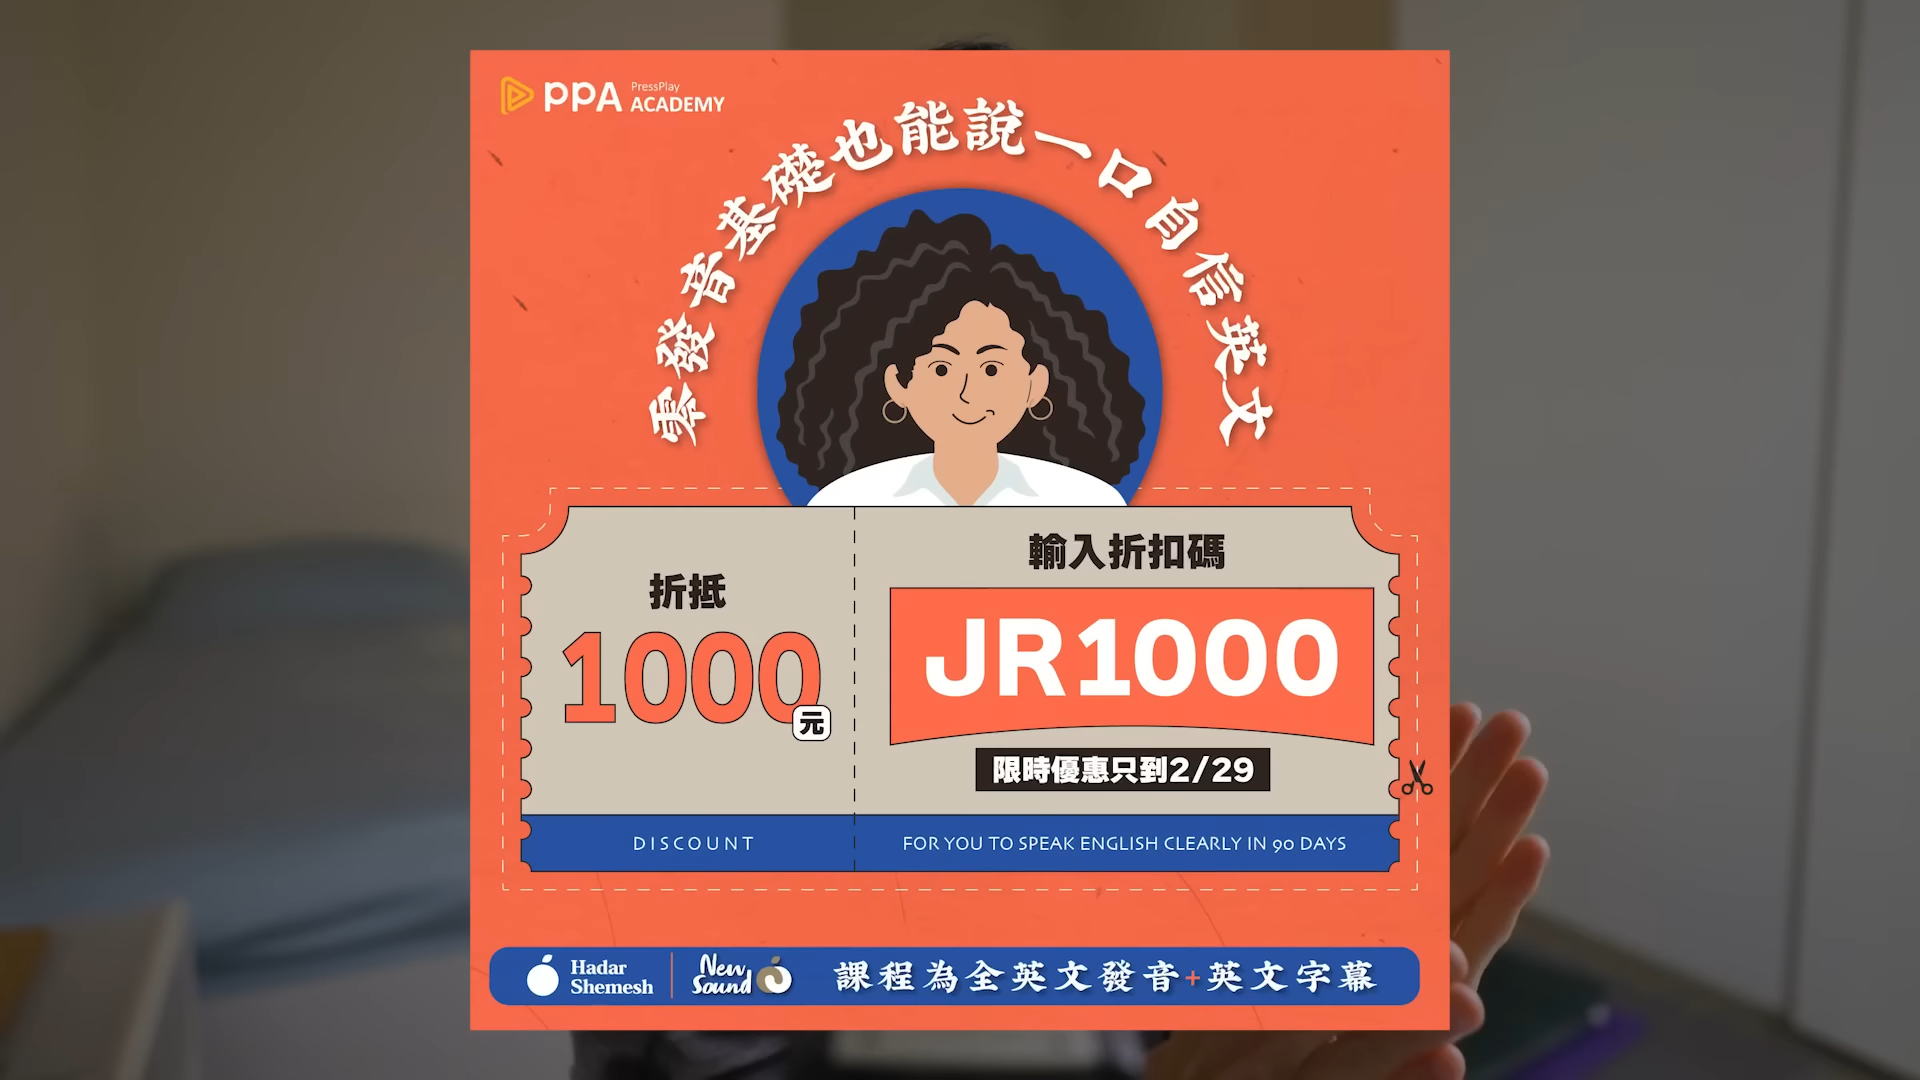 PPA PressPlay ACADEMY
零發音基礎也能說一口自信英文
折抵
1000元
輸入折扣碼
JR1000
限時優惠只到2/29
DISCOUNT
FOR YOU TO SPEAK ENGLISH CLEARLY IN 90 DAYS
Hadar Shemesh
New Sound
課程為全英文發音+英文字幕